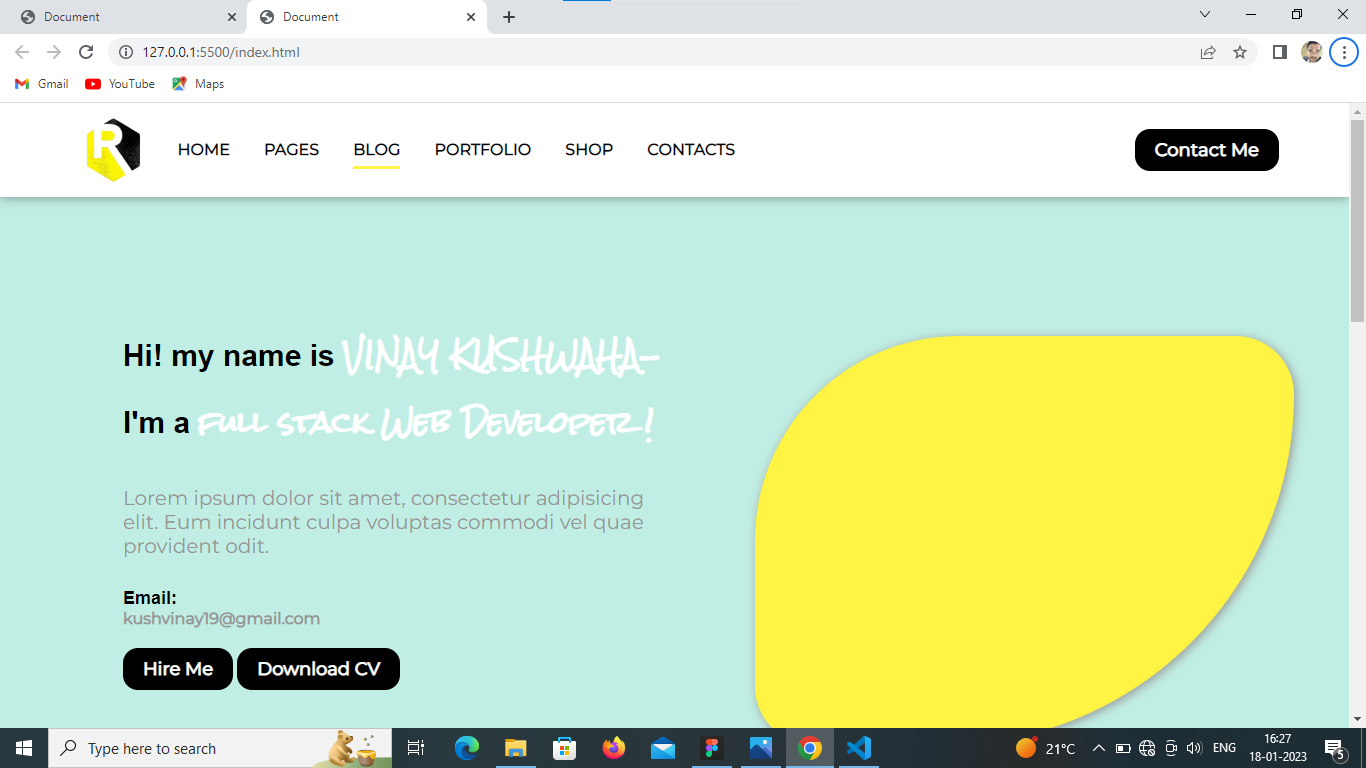 Document
Document
127.0.0.1:5500/index.html
Gmail
YouTube
Maps
R
HOME
PAGES
BLOG
PORTFOLIO
SHOP
CONTACTS
Contact Me
Hi! my name is VINAY KUSHWAHA-
I'm a FULL STACK Web Developer!
Lorem ipsum dolor sit amet, consectetur adipisicing
elit. Eum incidunt culpa voluptas commodi vel quae
provident odit.
Email:
kushvinay19@gmail.com
Hire Me
Download CV
Type here to search
21°C
ENG
16:27
18-01-2023
5